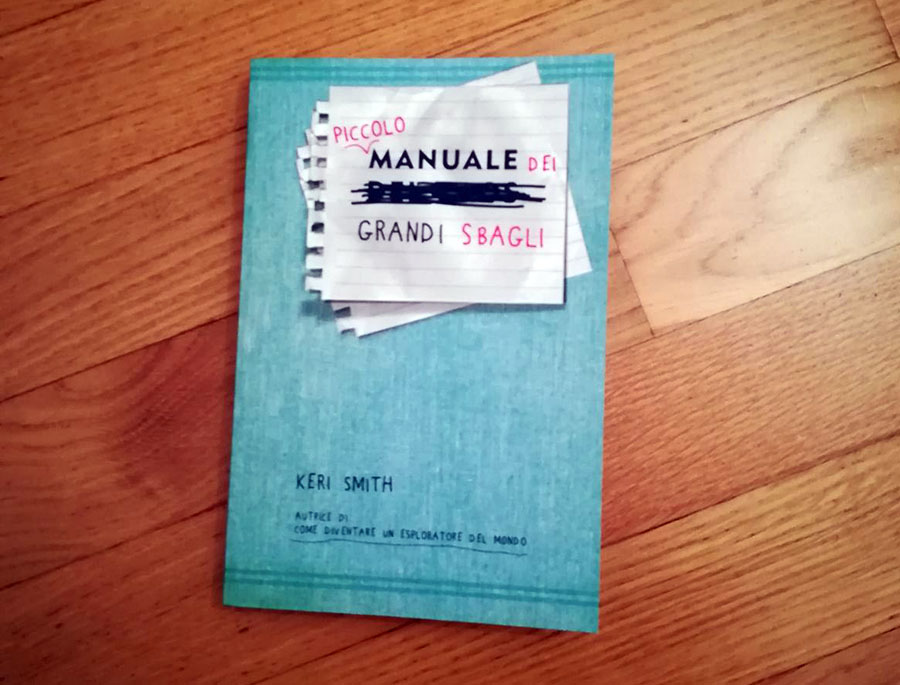 PICCOLO
MANUALE DEI
GRANDI SBAGLI
KERI SMITH
AUTRICE DI
COME DIVENTARE UN ESPLORATORE DEL MONDO